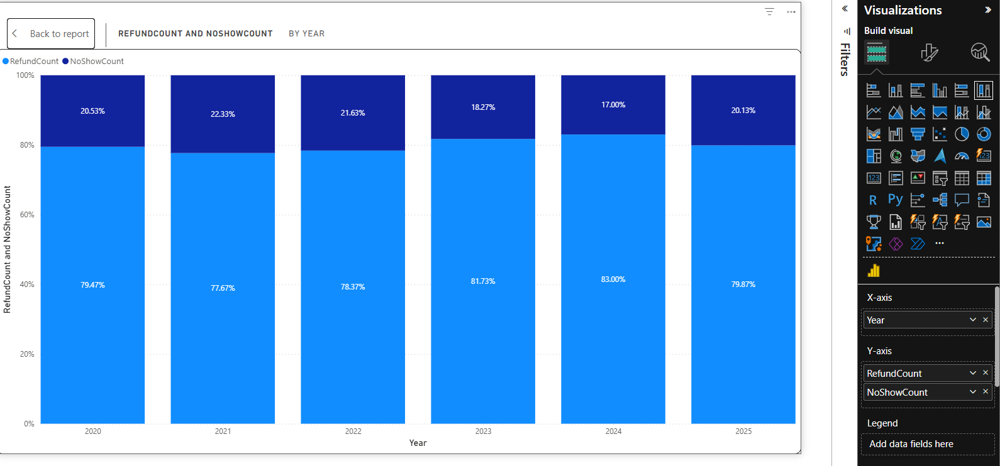 Back to report
REFUNDCOUNT AND NOSHOWCOUNT
BY YEAR
RefundCount
NoShowCount
RefundCount and NoShowCount
100%
80%
60%
40%
20%
0%
20.53%
22.33%
21.63%
18.27%
17.00%
20.13%
79.47%
77.67%
78.37%
81.73%
83.00%
79.87%
2020
2021
2022
2023
2024
2025
Year
Filters
Visualizations
Build visual
123
123
R
Py
X-axis
Year
Y-axis
RefundCount
NoShowCount
Legend
Add data fields here